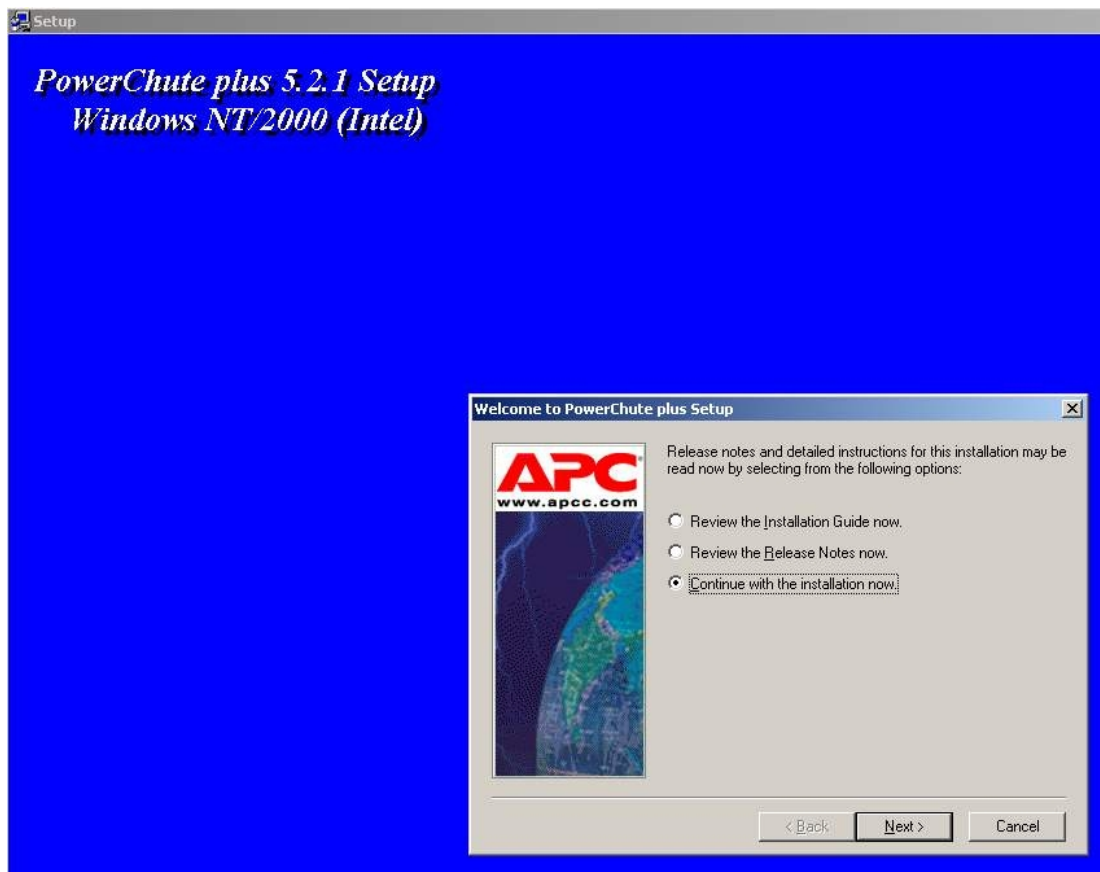 Setup
PowerChute plus 5.2.1 Setup
Windows NT/2000 (Intel)
Welcome to PowerChute plus Setup
APC
www.apcc.com
Release notes and detailed instructions for this installation may be
read now by selecting from the following options:
Review the Installation Guide now.
Review the Release Notes now.
Continue with the installation now.
< Back
Next >
Cancel